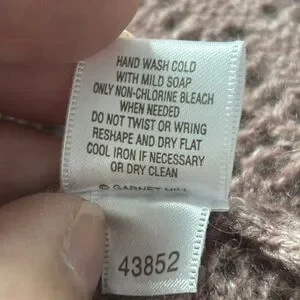 HAND WASH COLD
WITH MILD SOAP
ONLY NON-CHLORINE BLEACH
WHEN NEEDED
DO NOT TWIST OR WRING
RESHAPE AND DRY FLAT
COOL IRON IF NECESSARY
OR DRY CLEAN
© GARNET HILL
43852